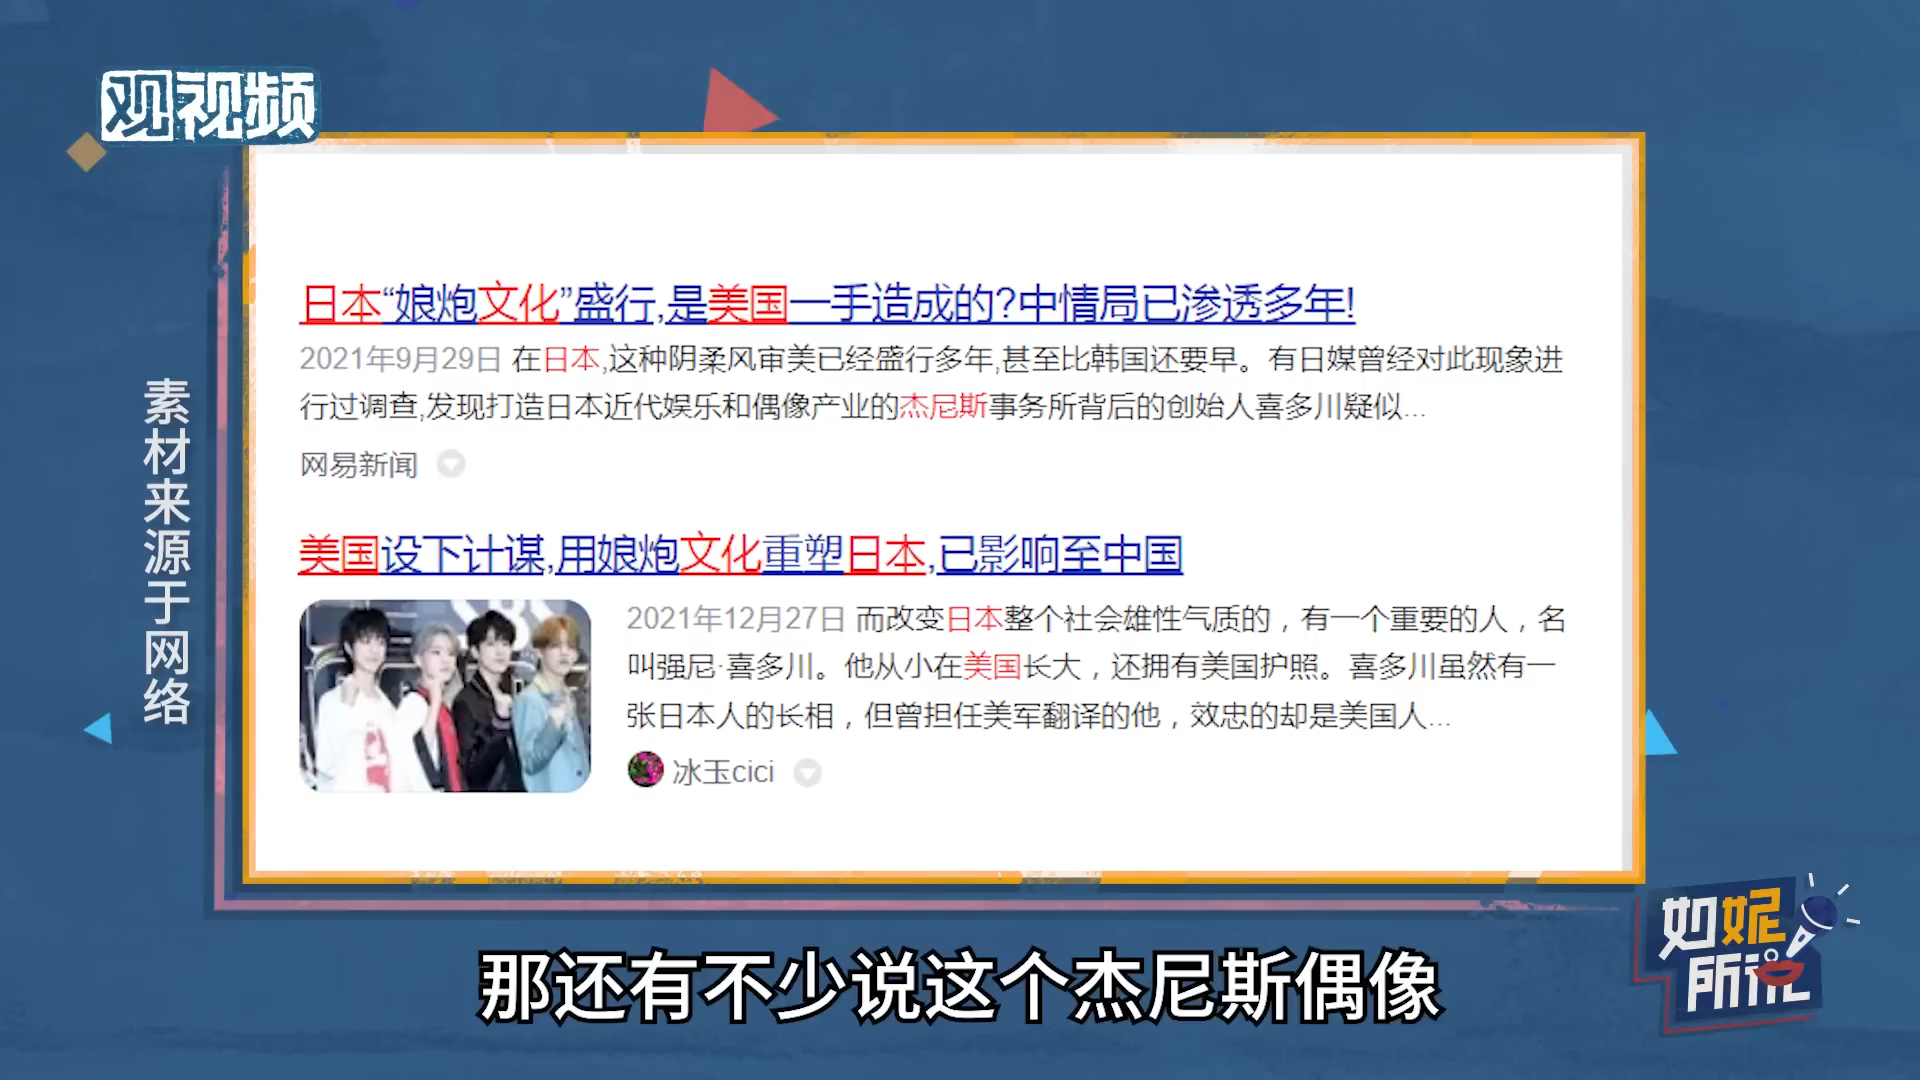 观视频
素材来源于网络
日本“娘炮文化”盛行,是美国一手造成的?中情局已渗透多年!
2021年9月29日 在日本,这种阴柔风审美已经盛行多年,甚至比韩国还要早。有日媒曾经对此现象进
行过调查,发现打造日本近代娱乐和偶像产业的杰尼斯事务所背后的创始人喜多川疑似...
网易新闻
美国设下计谋,用娘炮文化重塑日本,已影响至中国
2021年12月27日 而改变日本整个社会雄性气质的，有一个重要的人，名
叫强尼·喜多川。他从小在美国长大，还拥有美国护照。喜多川虽然有一
张日本人的长相，但曾担任美军翻译的他，效忠的却是美国人...
冰玉cici
如妮
所说
那还有不少说这个杰尼斯偶像